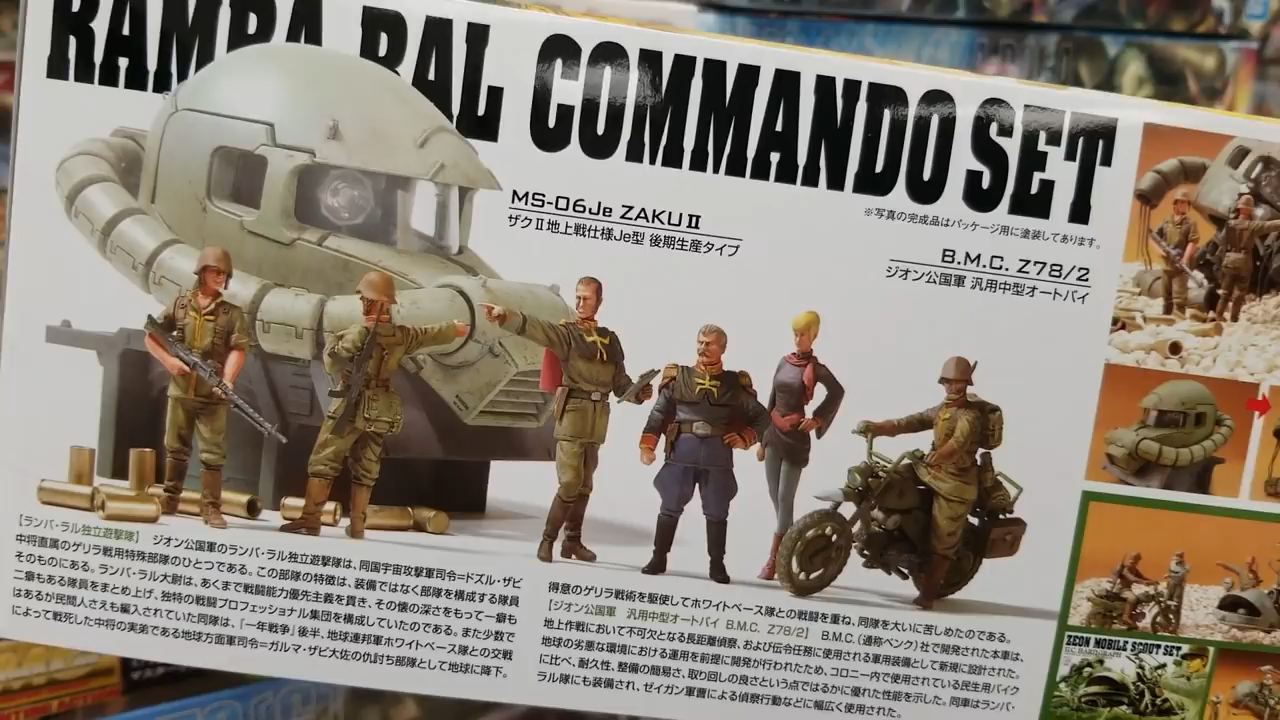 RAMBA RAL COMMANDO SET
MS-06Je ZAKU II
ザクⅡ地上戦仕様Je型 後期生産タイプ
※写真の完成品はパッケージ用に塗装してあります。
B.M.C. Z78/2
ジオン公国軍 汎用中型オートバイ
【ランバ・ラル独立遊撃隊】 ジオン公国軍のランバ・ラル独立遊撃隊は、同国宇宙攻撃軍司令=ドズル・ザビ
中将直属のゲリラ戦用特殊部隊のひとつである。この部隊の特徴は、装備ではなく部隊を構成する隊員
そのものにある。ランバ・ラル大尉は、あくまで戦闘能力優先主義を貫き、その懐の深さをもって一癖も
二癖もある隊員をまとめ上げ、独特の戦闘プロフェッショナル集団を構成していたのである。また少数で
はあるが民間人さえも編入されていた同隊は、「一年戦争」後半、地球連邦軍ホワイトベース隊との交戦
によって戦死した中将の実弟である地球方面軍司令=ガルマ・ザビ大佐の仇討ち部隊として地球に降下。
得意のゲリラ戦術を駆使してホワイトベース隊との戦闘を重ね、同隊を大いに苦しめたのである。
【ジオン公国軍 汎用中型オートバイ B.M.C. Z78/2】 B.M.C.(通称ベンク)社で開発された本車は、
地上作戦において不可欠となる長距離偵察、および伝令任務に使用される軍用装備として新規に設計された。
地球の劣悪な環境における運用を前提に開発が行われたため、コロニー内で使用されている民生用バイク
に比べ、耐久性、整備の簡易さ、取り回しの良さという点ではるかに優れた性能を示した。同車はランバ・
ラル隊にも装備され、ゼイガン軍曹による偵察行動などに幅広く使用された。
ZEON MOBILE SCOUT SET
U.C. HARDGRAPH